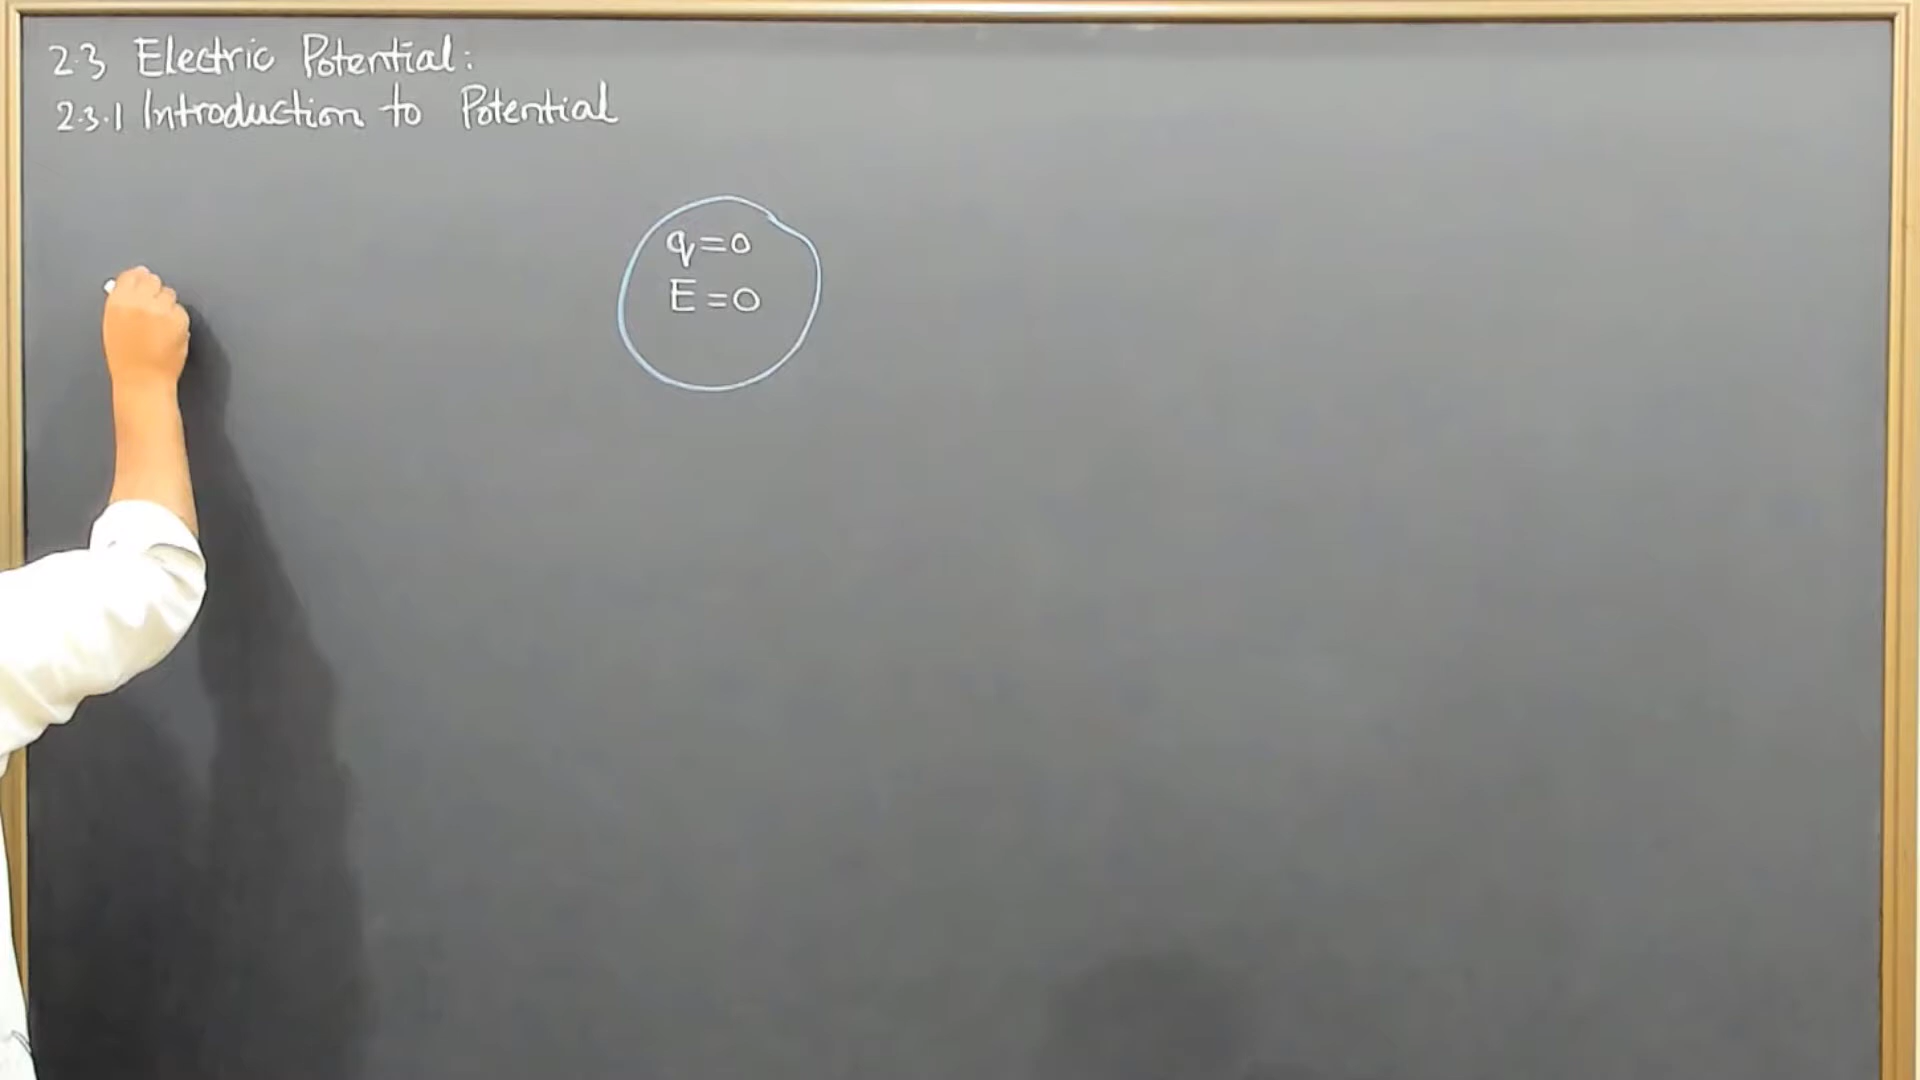 2.3 Electric Potential:
2.3.1 Introduction to Potential
q=0
E=0